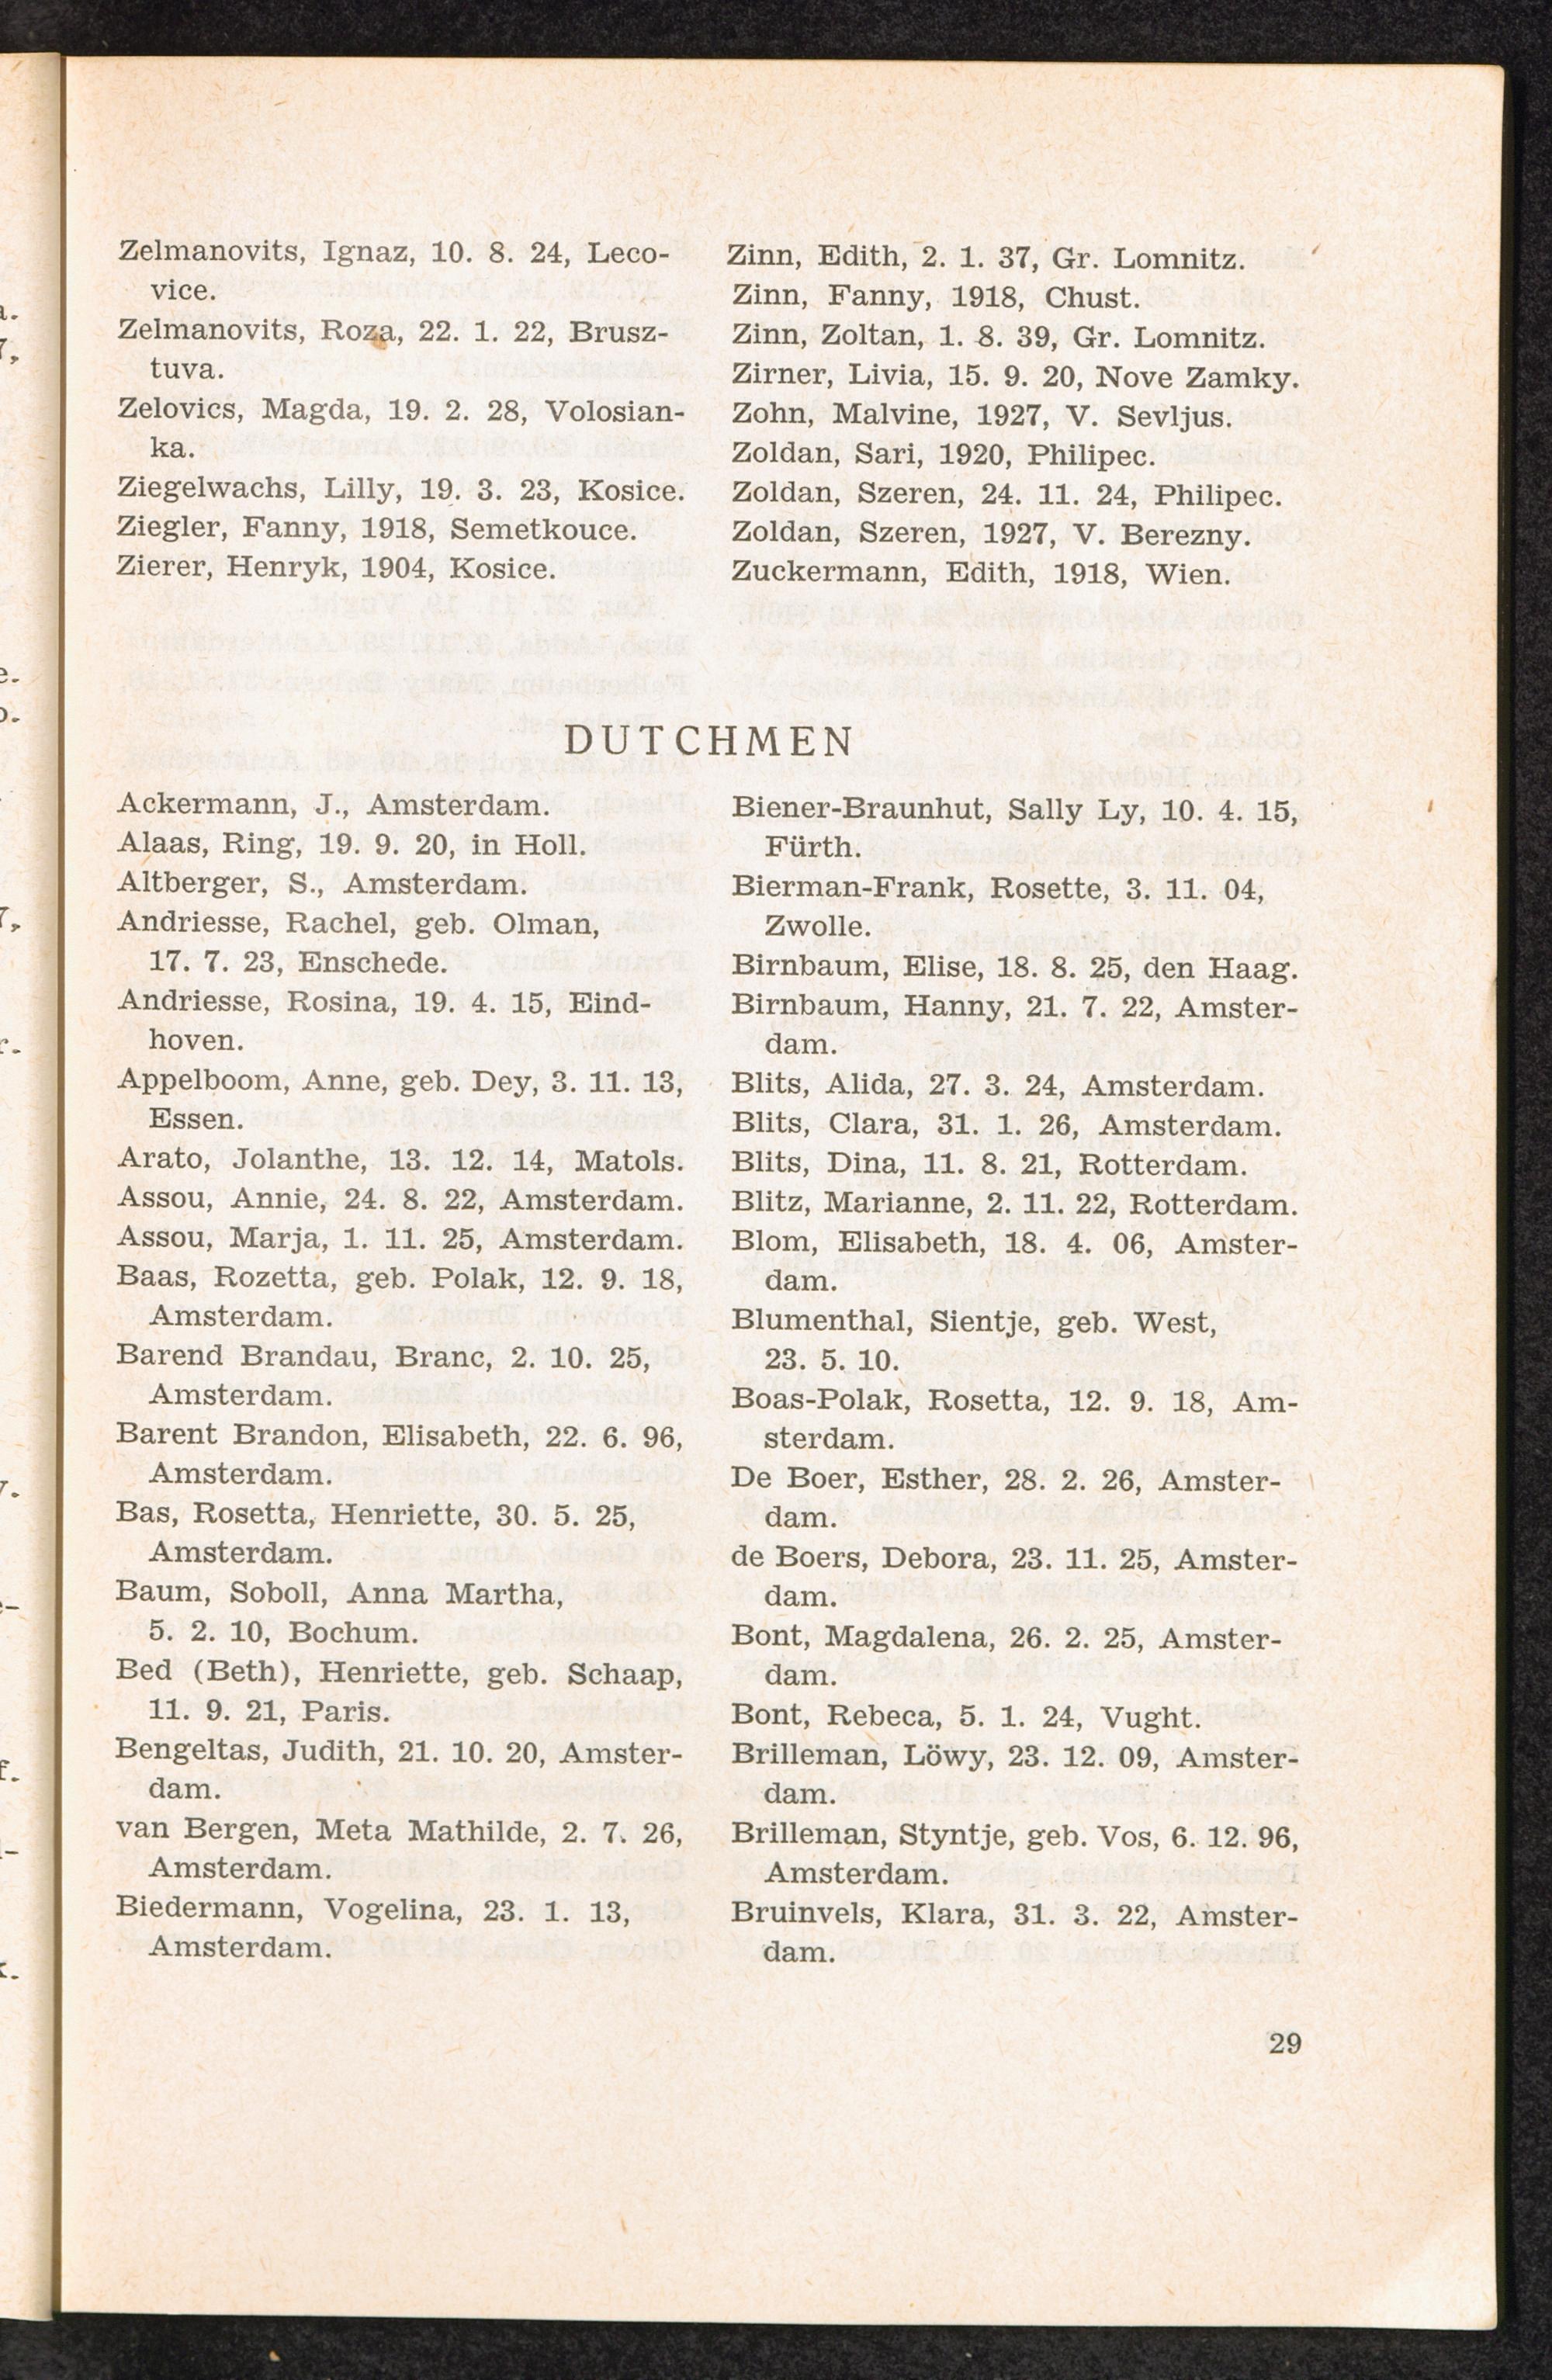 Zelmanovits, Ignaz, 10. 8. 24, Leco-
vice.
Zelmanovits, Roza, 22. 1. 22, Brusz-
tuva.
Zelovics, Magda, 19. 2. 28, Volosian-
ka.
Ziegelwachs, Lilly, 19. 3. 23, Kosice.
Ziegler, Fanny, 1918, Semetkouce.
Zierer, Henryk, 1904, Kosice.
Zinn, Edith, 2. 1. 37, Gr. Lomnitz.
Zinn, Fanny, 1918, Chust.
Zinn, Zoltan, 1. 8. 39, Gr. Lomnitz.
Zirner, Livia, 15. 9. 20, Nove Zamky.
Zohn, Malvine, 1927, V. Sevljus.
Zoldan, Sari, 1920, Philipec.
Zoldan, Szeren, 24. 11. 24, Philipec.
Zoldan, Szeren, 1927, V. Berezny.
Zuckermann, Edith, 1918, Wien.
DUTCHMEN
Ackermann, J., Amsterdam.
Alaas, Ring, 19. 9. 20, in Holl.
Altberger, S., Amsterdam.
Andriesse, Rachel, geb. Olman,
17. 7. 23, Enschede.
Andriesse, Rosina, 19. 4. 15, Eind-
hoven.
Appelboom, Anne, geb. Dey, 3. 11. 13,
Essen.
Arato, Jolanthe, 13. 12. 14, Matols.
Assou, Annie, 24. 8. 22, Amsterdam.
Assou, Marja, 1. 11. 25, Amsterdam.
Baas, Rozetta, geb. Polak, 12. 9. 18,
Amsterdam.
Barend Brandau, Branc, 2. 10. 25,
Amsterdam.
Barent Brandon, Elisabeth, 22. 6. 96,
Amsterdam.
Bas, Rosetta, Henriette, 30. 5. 25,
Amsterdam.
Baum, Soboll, Anna Martha,
5. 2. 10, Bochum.
Bed (Beth), Henriette, geb. Schaap,
11. 9. 21, Paris.
Bengeltas, Judith, 21. 10. 20, Amster-
dam.
van Bergen, Meta Mathilde, 2. 7. 26,
Amsterdam.
Biedermann, Vogelina, 23. 1. 13,
Amsterdam.
Biener-Braunhut, Sally Ly, 10. 4. 15,
Fürth.
Bierman-Frank, Rosette, 3. 11. 04,
Zwolle.
Birnbaum, Elise, 18. 8. 25, den Haag.
Birnbaum, Hanny, 21. 7. 22, Amster-
dam.
Blits, Alida, 27. 3. 24, Amsterdam.
Blits, Clara, 31. 1. 26, Amsterdam.
Blits, Dina, 11. 8. 21, Rotterdam.
Blitz, Marianne, 2. 11. 22, Rotterdam.
Blom, Elisabeth, 18. 4. 06, Amster-
dam.
Blumenthal, Sientje, geb. West,
23. 5. 10.
Boas-Polak, Rosetta, 12. 9. 18, Am-
sterdam.
De Boer, Esther, 28. 2. 26, Amster-
dam.
de Boers, Debora, 23. 11. 25, Amster-
dam.
Bont, Magdalena, 26. 2. 25, Amster-
dam.
Bont, Rebeca, 5. 1. 24, Vught.
Brilleman, Löwy, 23. 12. 09, Amster-
dam.
Brilleman, Styntje, geb. Vos, 6. 12. 96,
Amsterdam.
Bruinvels, Klara, 31. 3. 22, Amster-
dam.
29